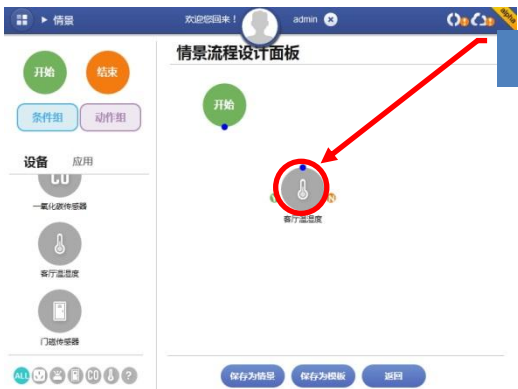 情景
欢迎您回来！
admin
alpha
情景流程设计面板
开始
结束
条件组
动作组
设备
应用
CO
一氧化碳传感器
客厅温湿度
门磁传感器
ALL
CO
?
开始
客厅温湿度
保存为情景
保存为模板
返回